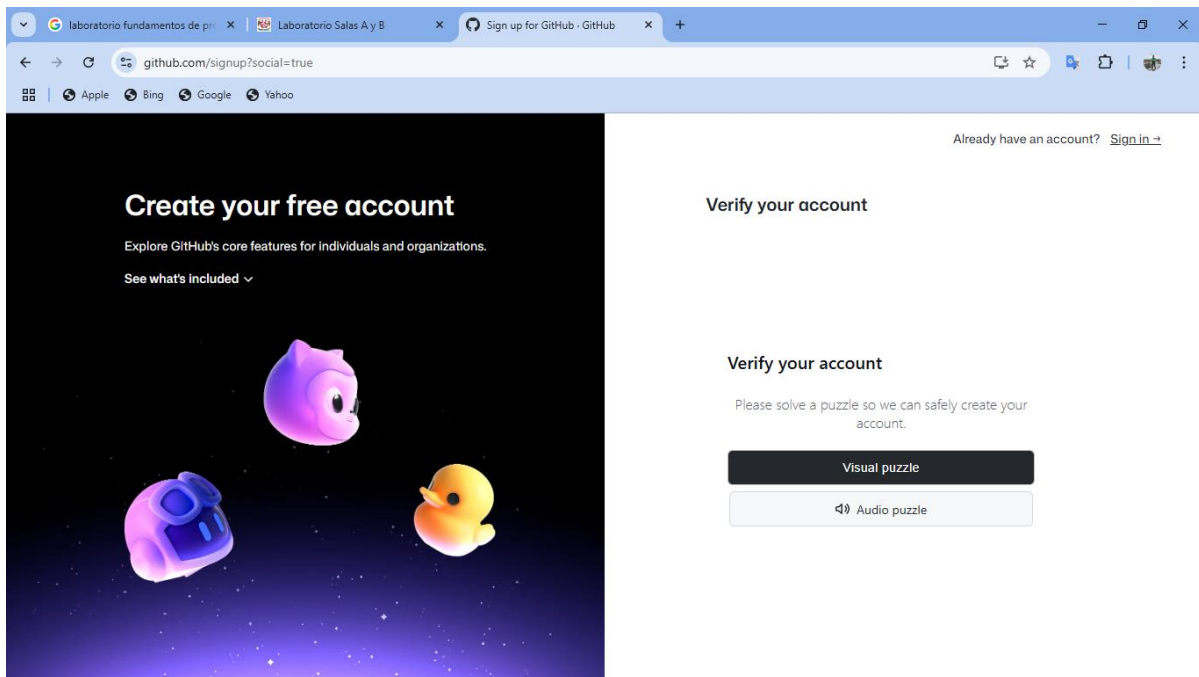 laboratorio fundamentos de pr
Laboratorio Salas A y B
Sign up for GitHub · GitHub
github.com/signup?social=true
Apple
Bing
Google
Yahoo
Already have an account? Sign in →
Create your free account
Explore GitHub's core features for individuals and organizations.
See what's included
Verify your account
Verify your account
Please solve a puzzle so we can safely create your
account.
Visual puzzle
Audio puzzle